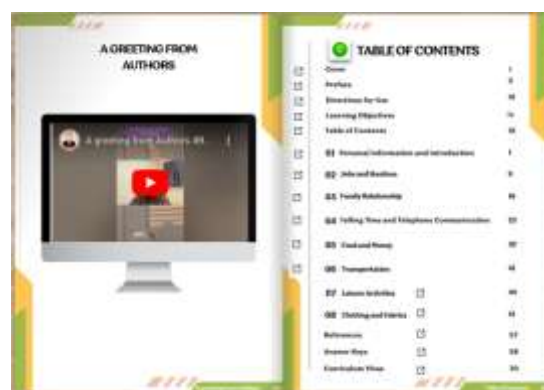 A GREETING FROM
AUTHORS
A greeting from Authors
TABLE OF CONTENTS
Cover
Preface
Directions for Use
Learning Objectives
Table of Contents
01 Personal Information and Introduction
02 Jobs and Routines
03 Family Relationship
04 Telling Time and Telephone Communication
05 Food and Money
06 Transportation
07 Leisure Activities
08 Clothing and Fabrics
References
Answer Keys
Curriculum Vitae